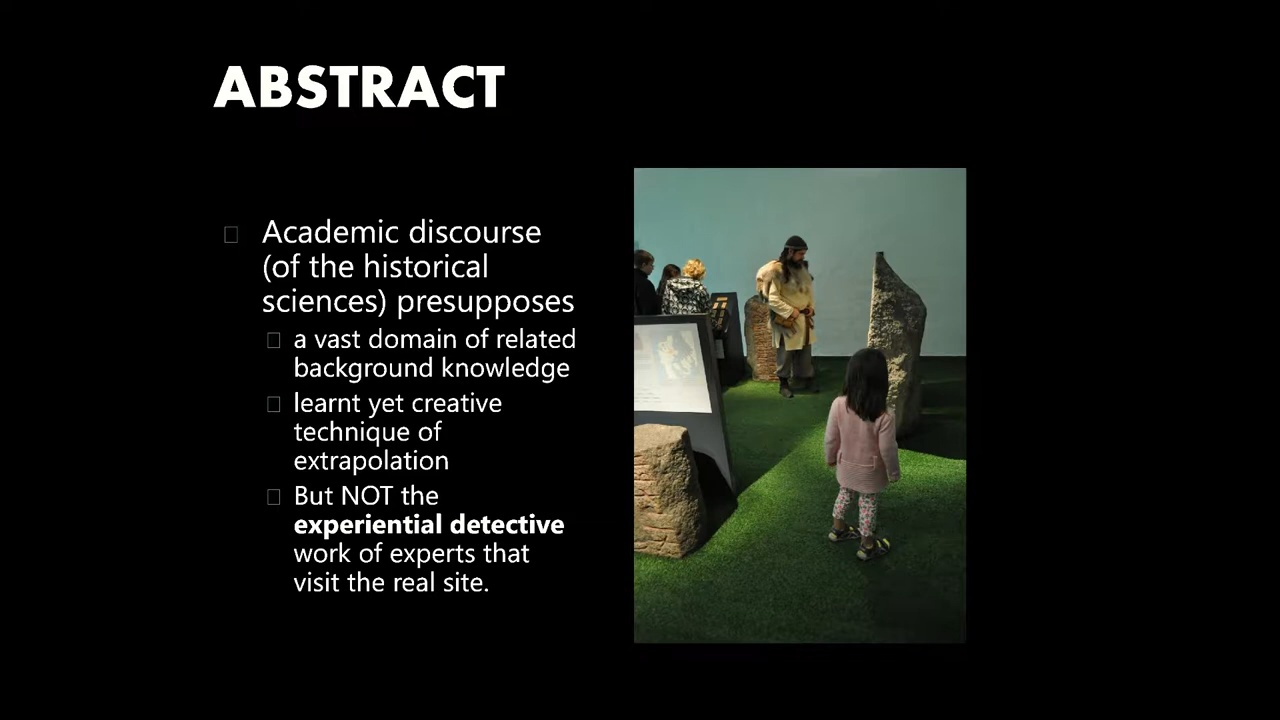 ABSTRACT
Academic discourse
(of the historical
sciences) presupposes
a vast domain of related
background knowledge
learnt yet creative
technique of
extrapolation
But NOT the
experiential detective
work of experts that
visit the real site.